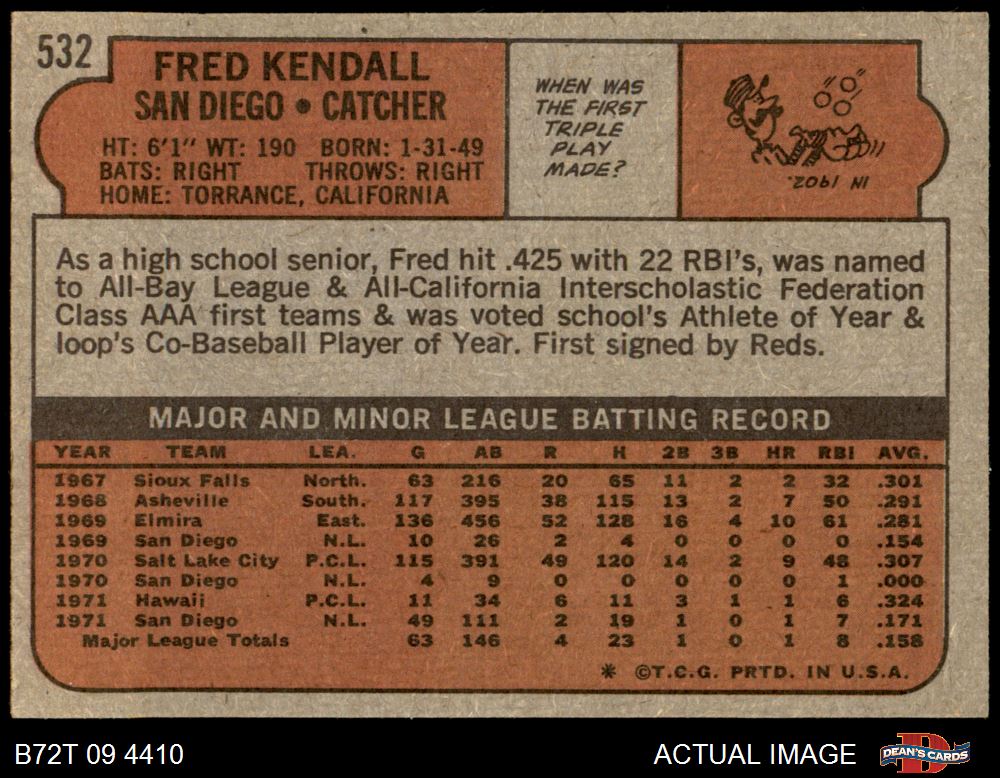 532
FRED KENDALL
SAN DIEGO • CATCHER
HT: 6'1" WT: 190 BORN: 1-31-49
BATS: RIGHT THROWS: RIGHT
HOME: TORRANCE, CALIFORNIA
WHEN WAS
THE FIRST
TRIPLE
PLAY
MADE?
IN 1902.
As a high school senior, Fred hit .425 with 22 RBI's, was named
to All-Bay League & All-California Interscholastic Federation
Class AAA first teams & was voted school's Athlete of Year &
loop's Co-Baseball Player of Year. First signed by Reds.
MAJOR AND MINOR LEAGUE BATTING RECORD
YEAR TEAM LEA. G AB R H 2B 3B HR RBI AVG.
1967 Sioux Falls North. 63 216 20 65 11 2 2 32 .301
1968 Asheville South. 117 395 38 115 13 2 7 50 .291
1969 Elmira East. 136 456 52 128 16 4 10 61 .281
1969 San Diego N.L. 10 26 2 4 0 0 0 0 .154
1970 Salt Lake City P.C.L. 115 391 49 120 14 2 9 48 .307
1970 San Diego N.L. 4 9 0 0 0 0 0 1 .000
1971 Hawaii P.C.L. 11 34 6 11 3 1 1 6 .324
1971 San Diego N.L. 49 111 2 19 1 0 1 7 .171
Major League Totals 63 146 4 23 1 0 1 8 .158
* ©T.C.G. PRTD. IN U.S.A.
B72T 09 4410
ACTUAL IMAGE
DEAN'S CARDS